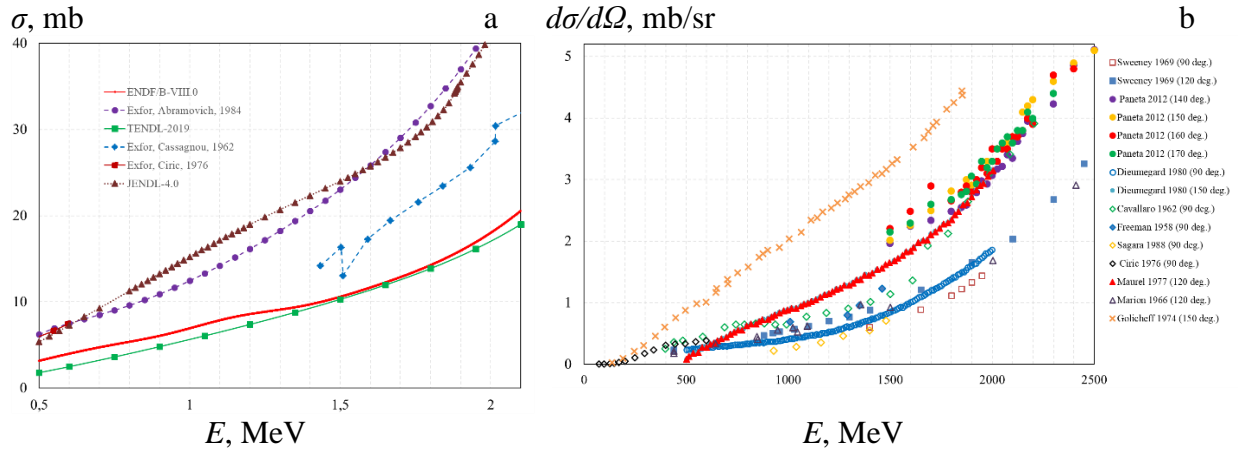 σ, mb
a
40
30
20
10
0
0,5
1
1,5
2
E, MeV
ENDF/B-VIII.0
Exfor, Abramovich, 1984
TENDL-2019
Exfor, Cassagnou, 1962
Exfor, Ciric, 1976
JENDL-4.0
dσ/dΩ, mb/sr
b
5
4
3
2
1
0
0
500
1000
1500
2000
2500
E, MeV
Sweeney 1969 (90 deg.)
Sweeney 1969 (120 deg.)
Paneta 2012 (140 deg.)
Paneta 2012 (150 deg.)
Paneta 2012 (160 deg.)
Paneta 2012 (170 deg.)
Dieumegard 1980 (90 deg.)
Dieumegard 1980 (150 deg.)
Cavallaro 1962 (90 deg.)
Freeman 1958 (90 deg.)
Sagara 1988 (90 deg.)
Ciric 1976 (90 deg.)
Maurel 1977 (120 deg.)
Marion 1966 (120 deg.)
Golicheff 1974 (150 deg.)